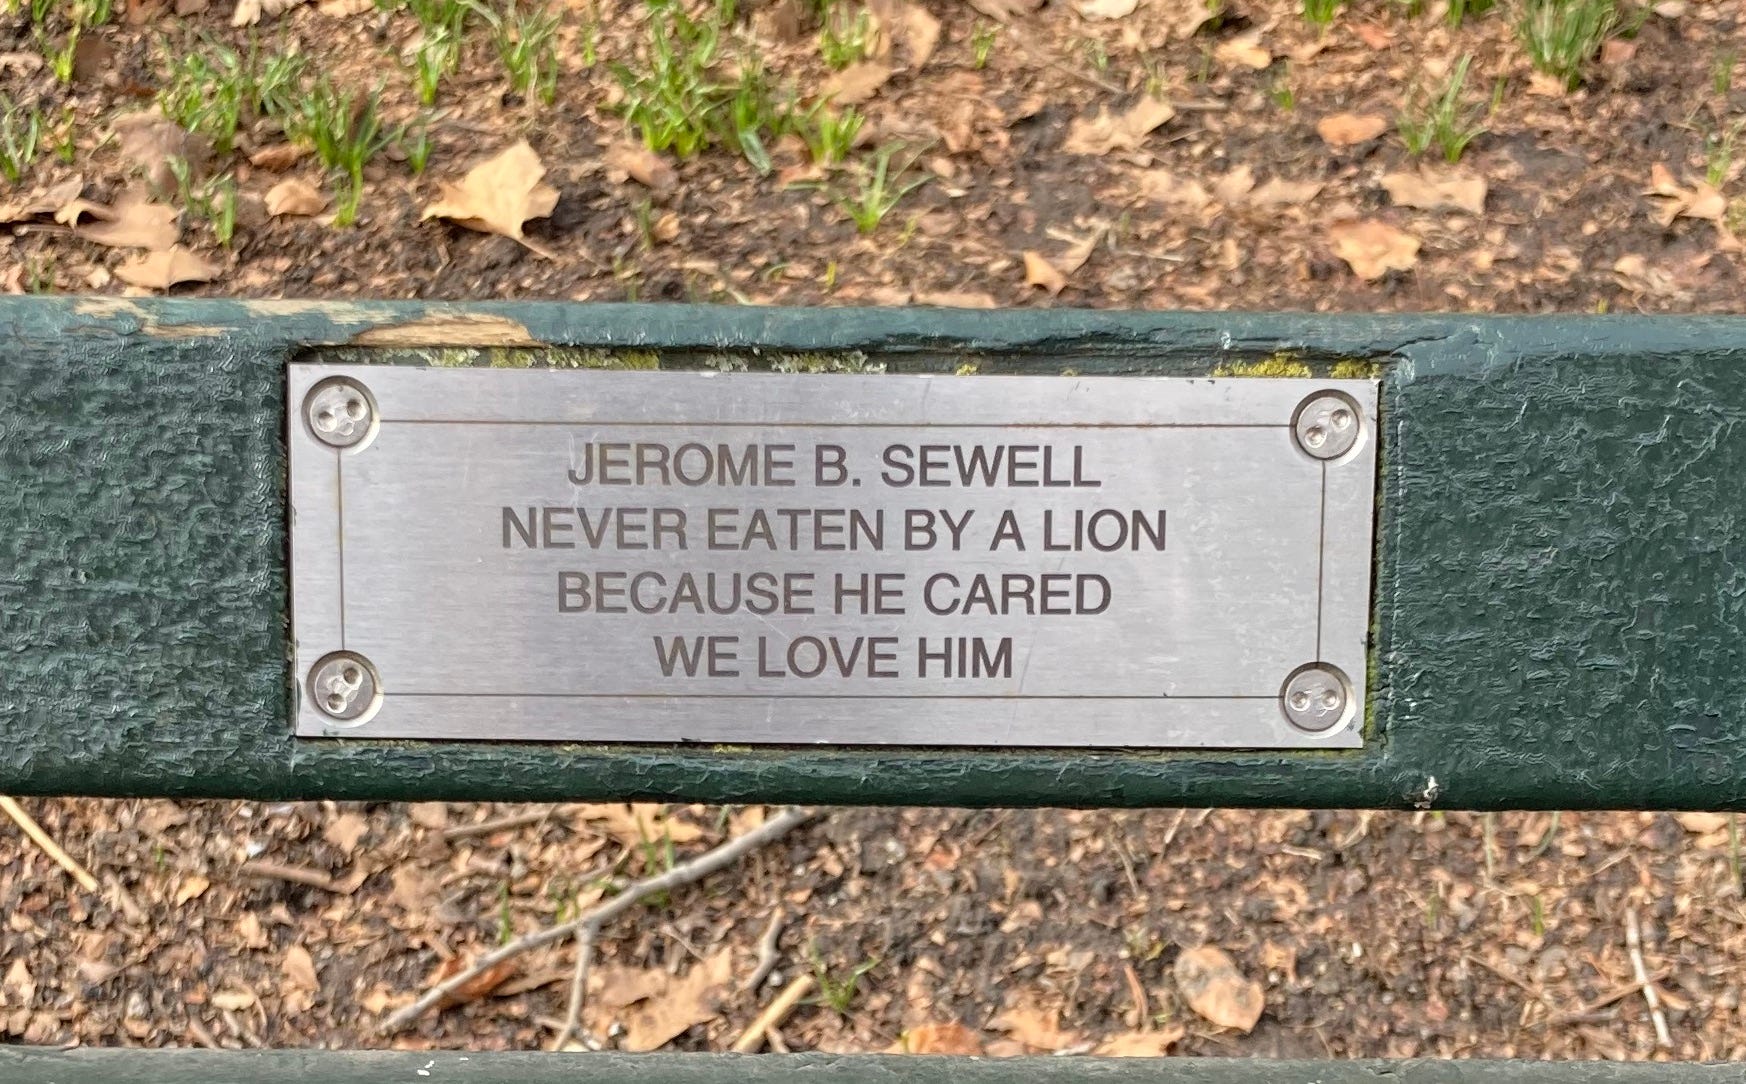 JEROME B. SEWELL
NEVER EATEN BY A LION
BECAUSE HE CARED
WE LOVE HIM